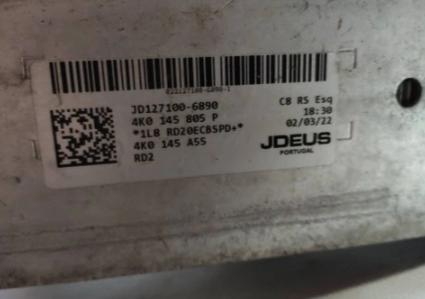 JD127100-6890
C8 RS Esq
4K0 145 805 P
18:30
*1L8 RD20ECB5PD+*
02/03/22
4K0 145 A55
JDEUS
RD2
PORTUGAL